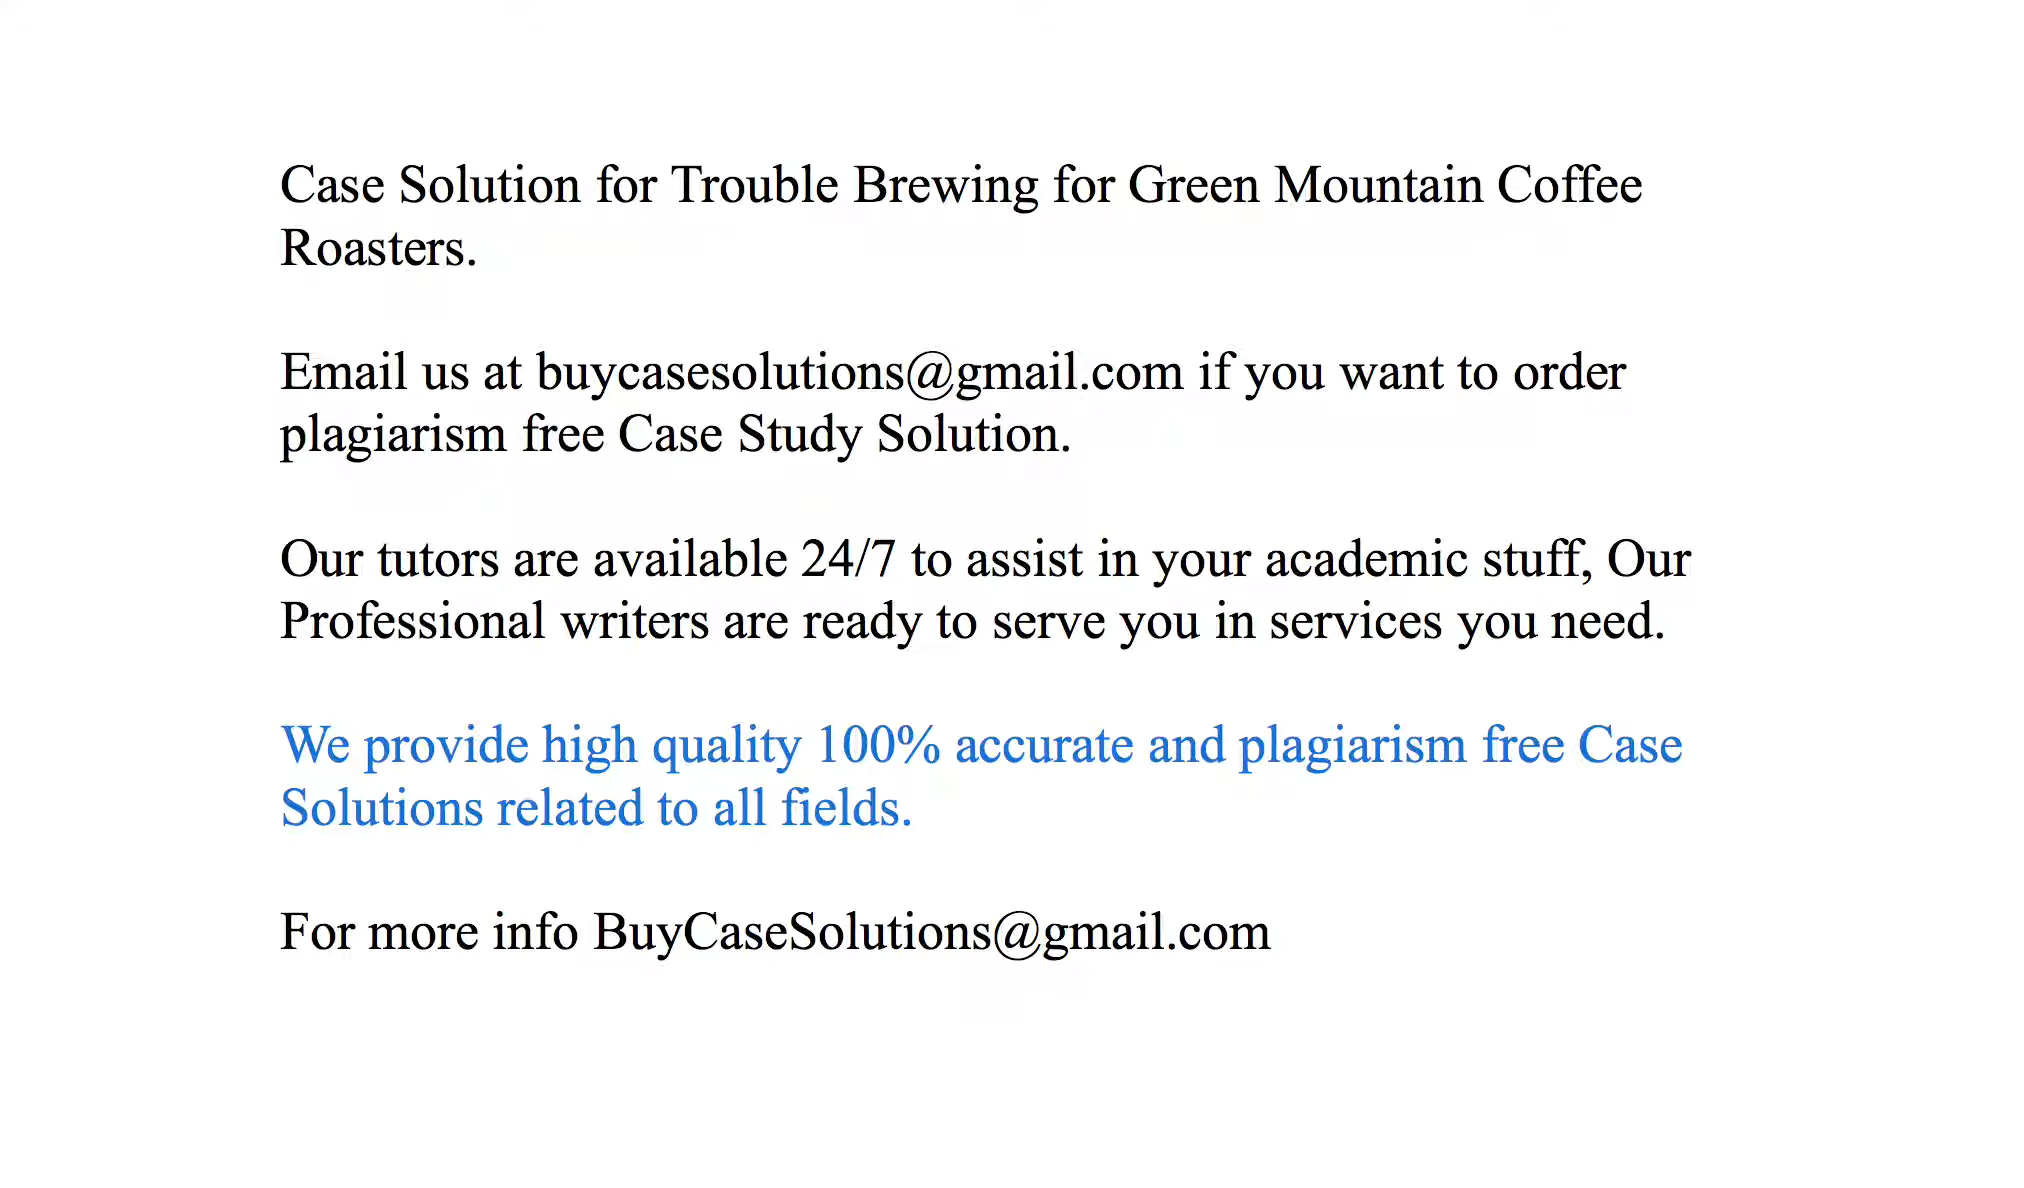 Case Solution for Trouble Brewing for Green Mountain Coffee
Roasters.
Email us at buycasesolutions@gmail.com if you want to order
plagiarism free Case Study Solution.
Our tutors are available 24/7 to assist in your academic stuff, Our
Professional writers are ready to serve you in services you need.
We provide high quality 100% accurate and plagiarism free Case
Solutions related to all fields.
For more info BuyCaseSolutions@gmail.com